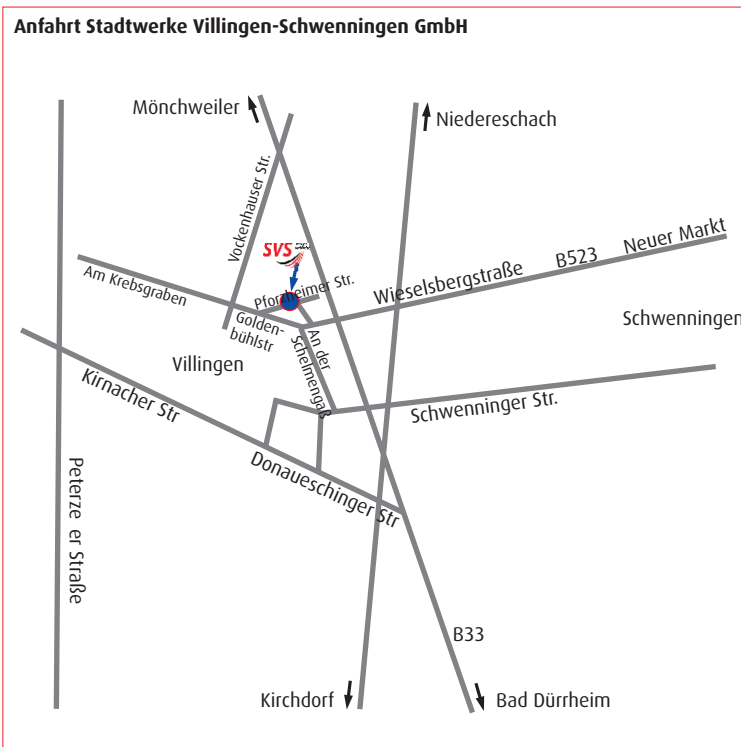 Anfahrt Stadtwerke Villingen-Schwenningen GmbH
Mönchweiler
Niedereschach
Vockenhauser Str.
SVS
Neuer Markt
B523
Wieselsbergstraße
Am Krebsgraben
Pforzheimer Str.
Golden-
bühlstr
An der
Schelmengaß
Schwenningen
Villingen
Kirnacher Str
Schwenninger Str.
Donaueschinger Str
Peterze er Straße
B33
Kirchdorf
Bad Dürrheim